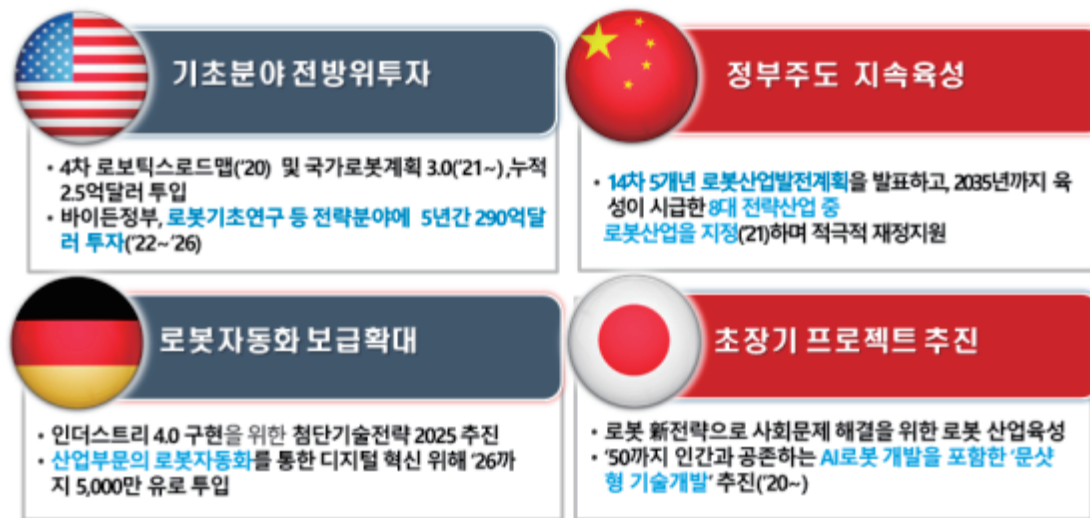 기초분야 전방위투자
• 4차 로보틱스로드맵('20) 및 국가로봇계획 3.0('21~),누적
2.5억달러 투입
• 바이든정부, 로봇기초연구 등 전략분야에 5년간 290억달
러 투자('22~'26)
정부주도 지속육성
• 14차 5개년 로봇산업발전계획을 발표하고, 2035년까지 육
성이 시급한 8대 전략산업 중
로봇산업을 지정('21)하며 적극적 재정지원
로봇자동화 보급확대
• 인더스트리 4.0 구현을 위한 첨단기술전략 2025 추진
• 산업부문의 로봇자동화를 통한 디지털 혁신 위해 '26까
지 5,000만 유로 투입
초장기 프로젝트 추진
• 로봇 新전략으로 사회문제 해결을 위한 로봇 산업육성
• '50까지 인간과 공존하는 AI로봇 개발을 포함한 '문샷
형 기술개발' 추진('20~)